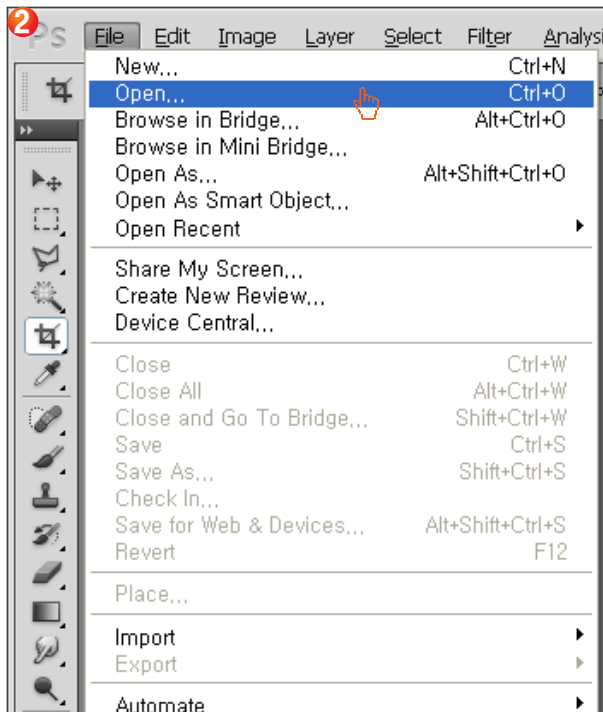 2
Ps File Edit Image Layer Select Filter Analysi
New... Ctrl+N
Open... Ctrl+O
Browse in Bridge... Alt+Ctrl+O
Browse in Mini Bridge...
Open As... Alt+Shift+Ctrl+O
Open As Smart Object...
Open Recent
Share My Screen...
Create New Review...
Device Central...
Close Ctrl+W
Close All Alt+Ctrl+W
Close and Go To Bridge... Shift+Ctrl+W
Save Ctrl+S
Save As... Shift+Ctrl+S
Check In...
Save for Web & Devices... Alt+Shift+Ctrl+S
Revert F12
Place...
Import
Export
Automate